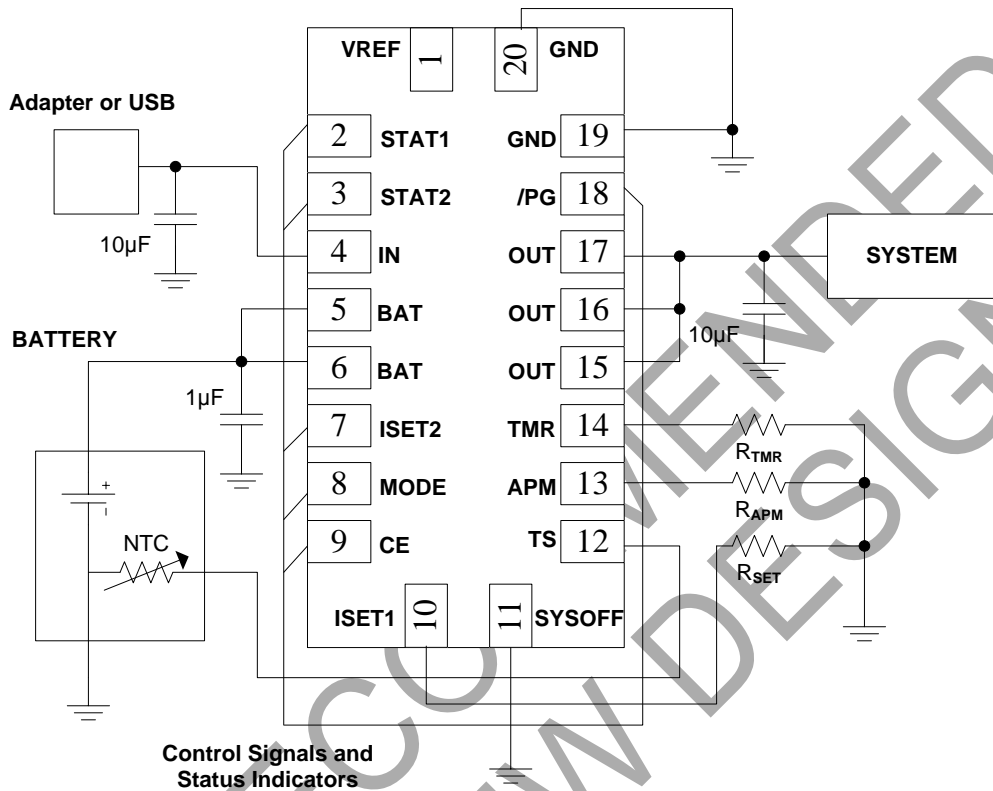 VREF 1 20 GND
Adapter or USB
2 STAT1 GND 19
3 STAT2 /PG 18
10µF
4 IN OUT 17 SYSTEM
5 BAT OUT 16
BATTERY
10µF
6 BAT OUT 15
1µF
7 ISET2 TMR 14
RTMR
8 MODE APM 13
+
-
RAPM
NTC
9 CE TS 12
RSET
ISET1 10 11 SYSOFF
Control Signals and
Status Indicators